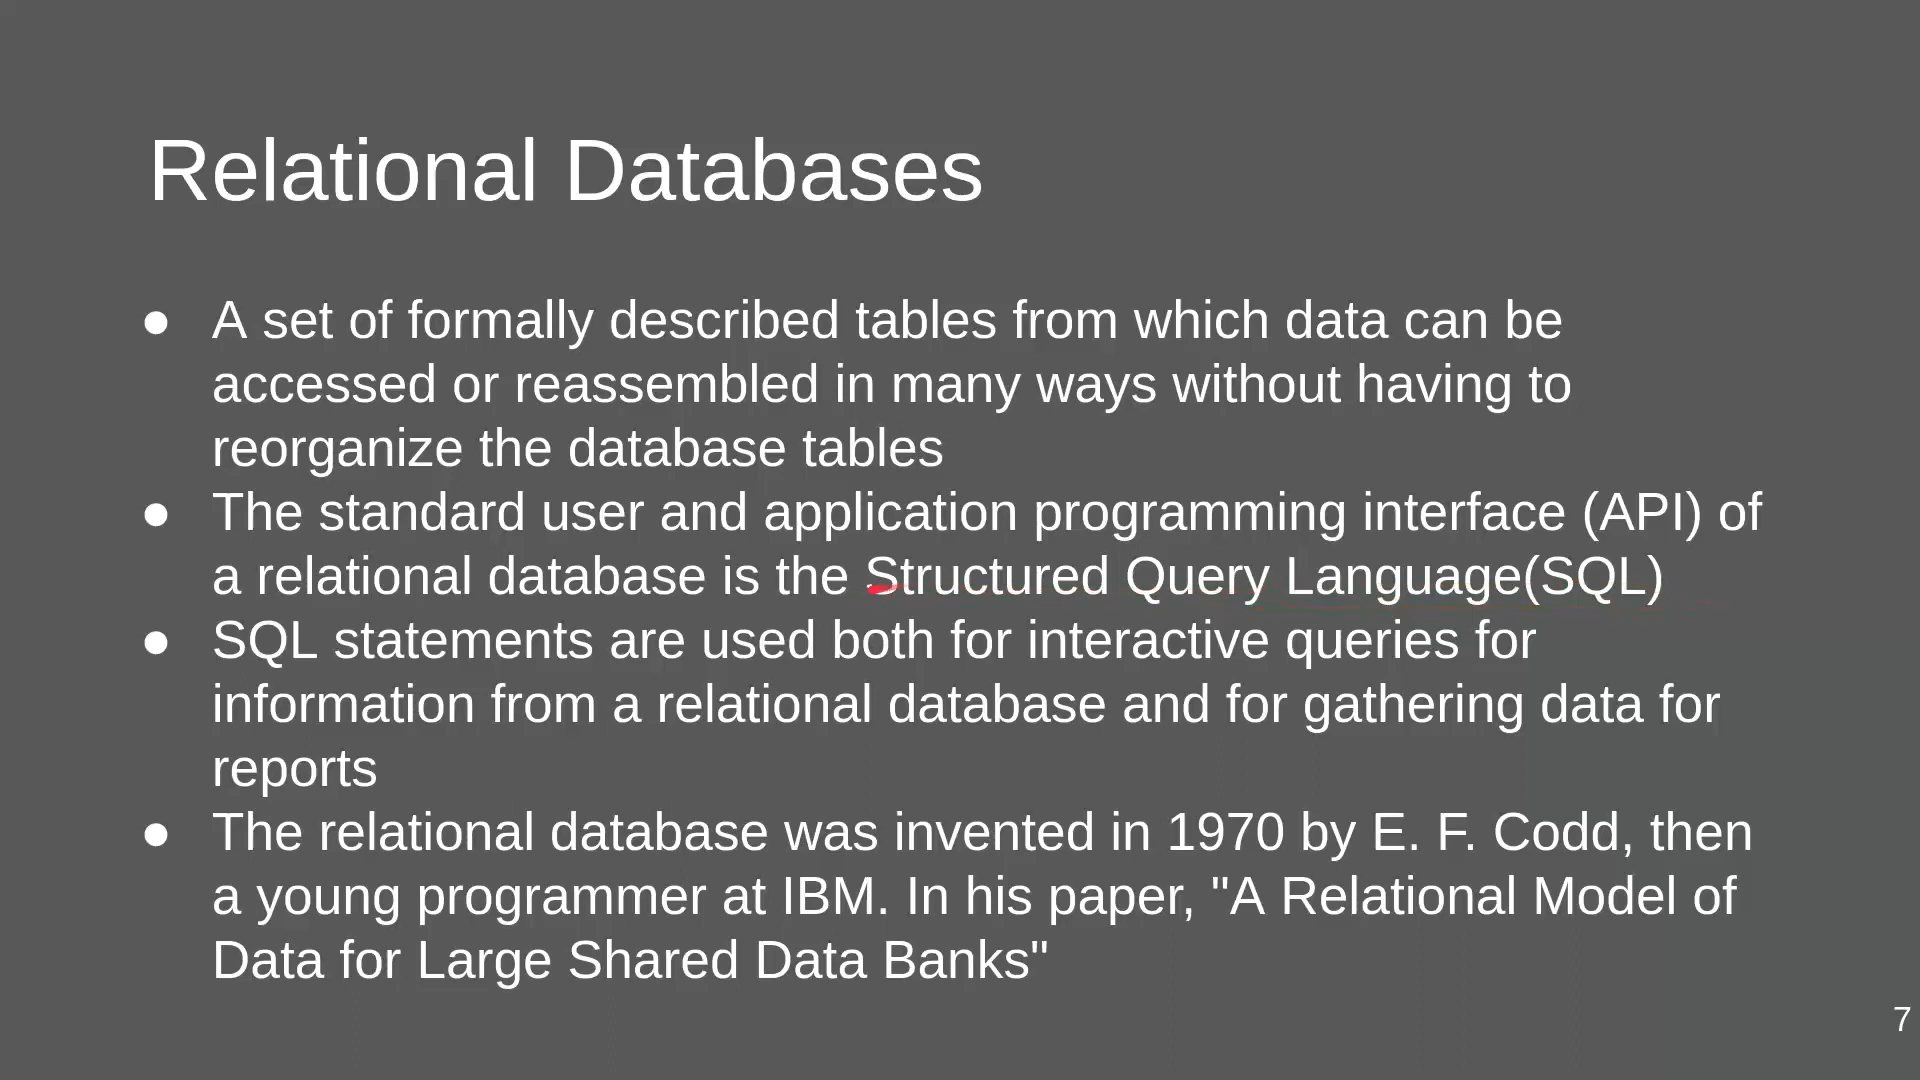 Relational Databases
● A set of formally described tables from which data can be
accessed or reassembled in many ways without having to
reorganize the database tables
● The standard user and application programming interface (API) of
a relational database is the Structured Query Language(SQL)
● SQL statements are used both for interactive queries for
information from a relational database and for gathering data for
reports
● The relational database was invented in 1970 by E. F. Codd, then
a young programmer at IBM. In his paper, "A Relational Model of
Data for Large Shared Data Banks"
7